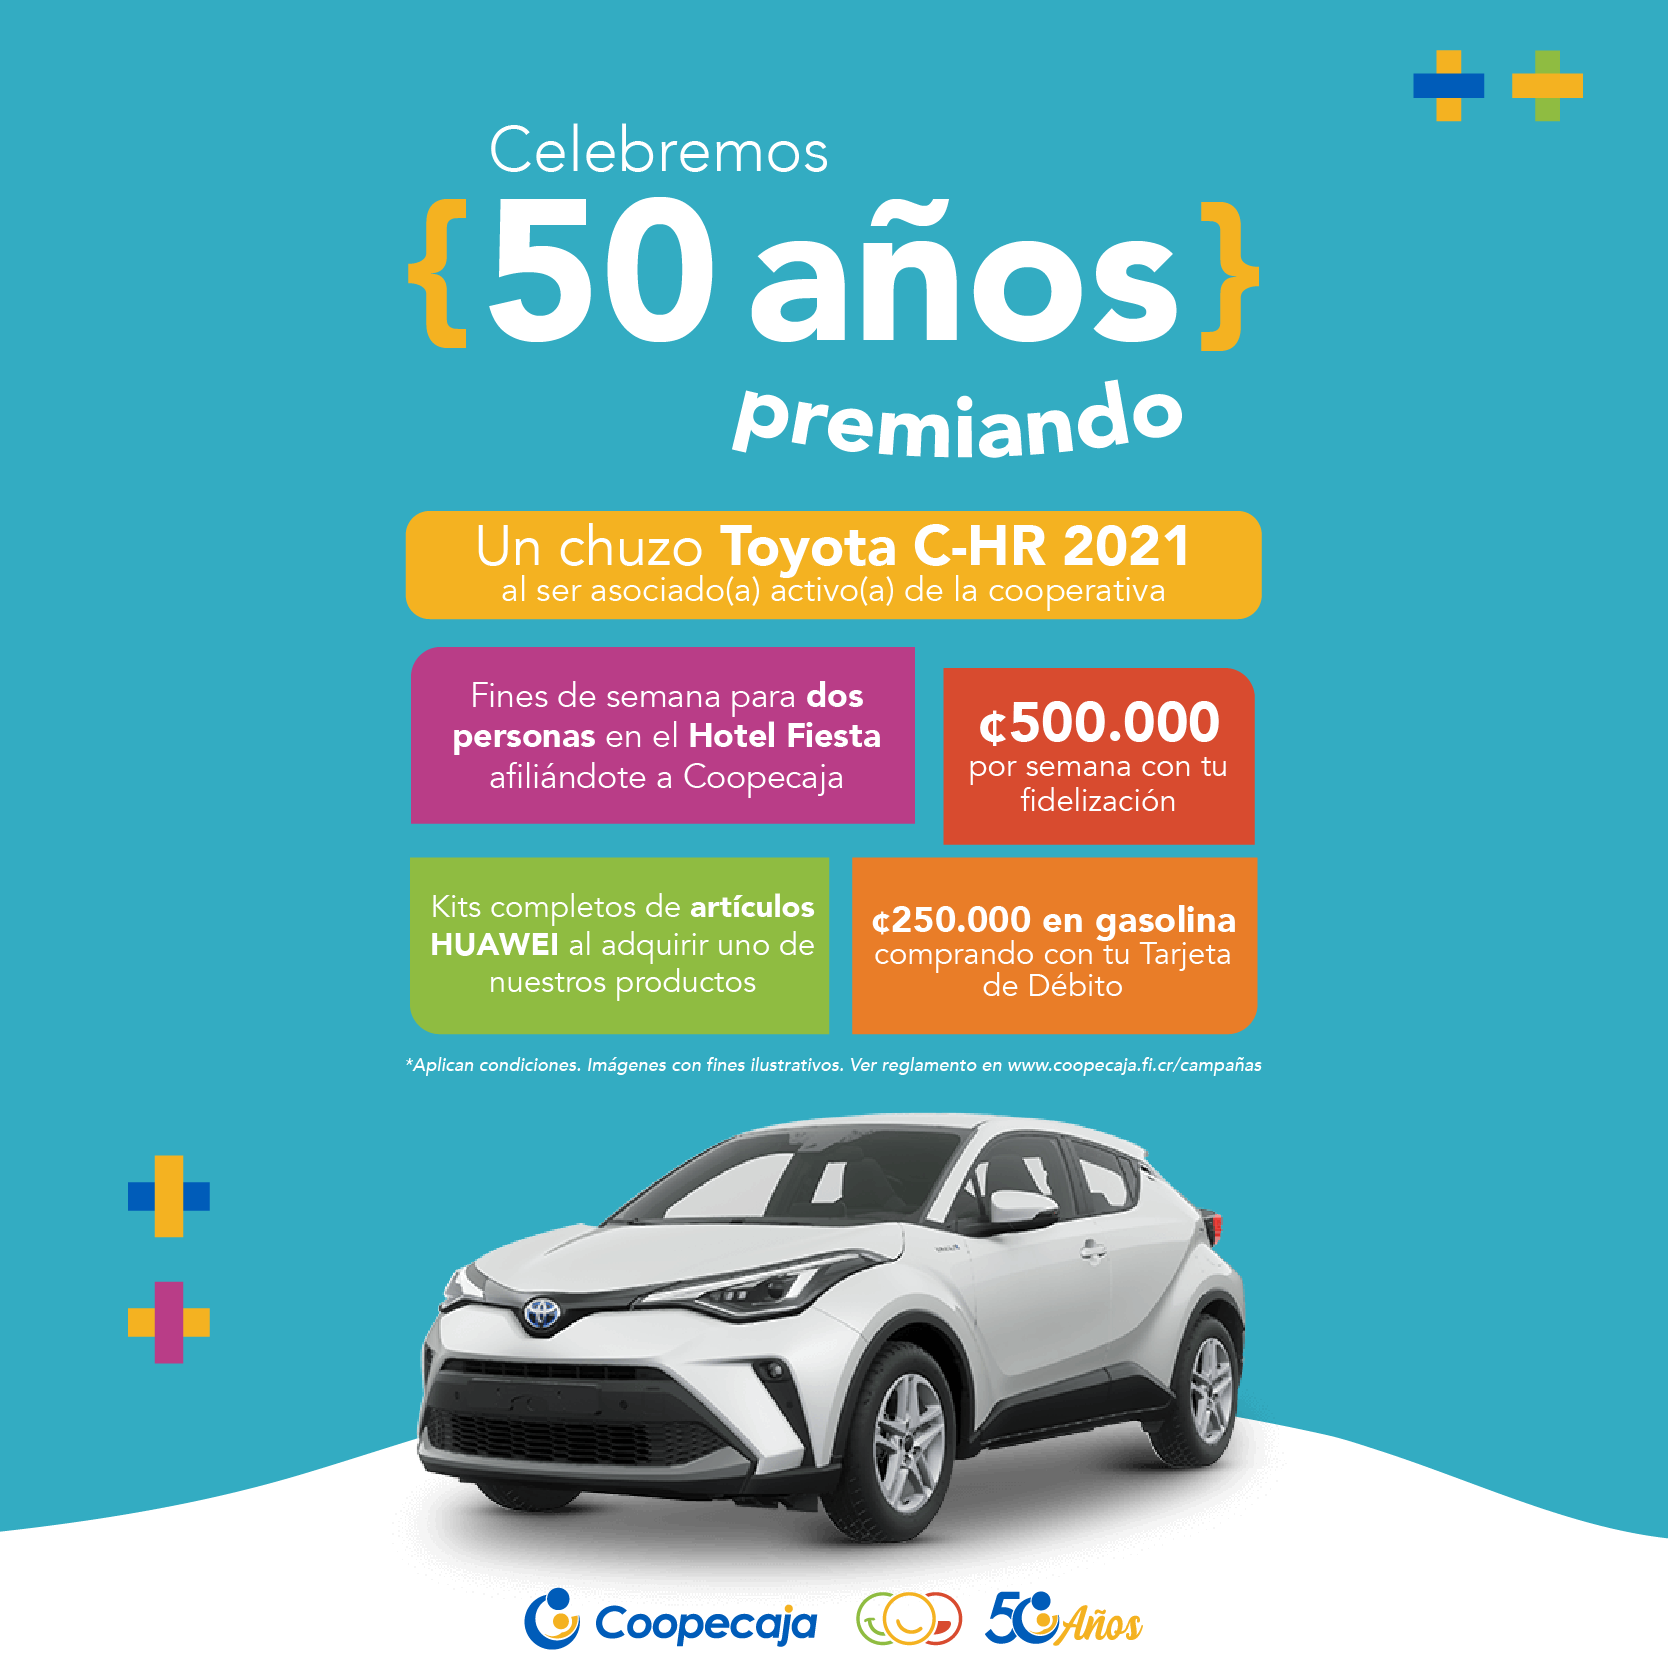 Celebremos
{50 años}
premiando
Un chuzo Toyota C-HR 2021
al ser asociado(a) activo(a) de la cooperativa
Fines de semana para dos
personas en el Hotel Fiesta
afiliándote a Coopecaja
¢500.000
por semana con tu
fidelización
Kits completos de artículos
HUAWEI al adquirir uno de
nuestros productos
¢250.000 en gasolina
comprando con tu Tarjeta
de Débito
*Aplican condiciones. Imágenes con fines ilustrativos. Ver reglamento en www.coopecaja.fi.cr/campañas
Coopecaja
50 Años